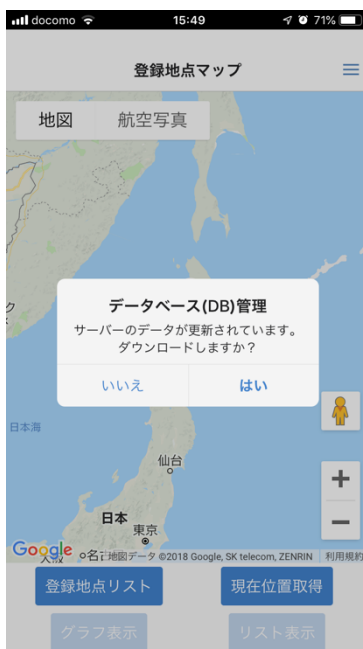 docomo 15:49 71%
登録地点マップ
地図 航空写真
データベース(DB)管理
サーバーのデータが更新されています。
ダウンロードしますか？
いいえ はい
日本海
仙台
日本
東京
Google 地図データ ©2018 Google, SK telecom, ZENRIN 利用規約
登録地点リスト 現在位置取得
グラフ表示 リスト表示